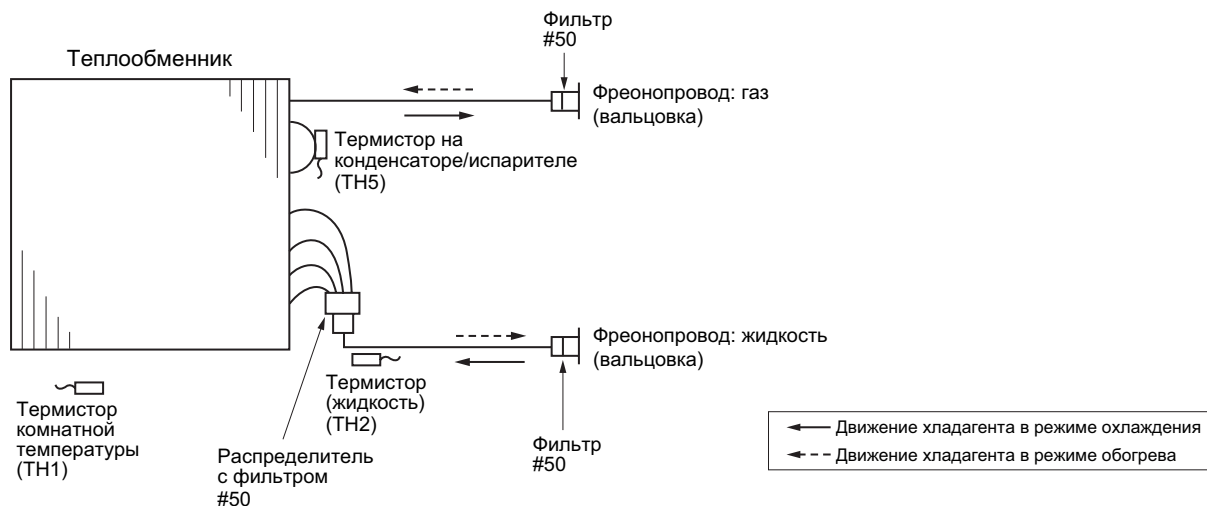 Фильтр
#50
Теплообменник
Фреонопровод: газ
(вальцовка)
Термистор на
конденсаторе/испарителе
(TH5)
Фреонопровод: жидкость
(вальцовка)
Термистор
(жидкость)
(TH2)
Термистор
комнатной
температуры
(TH1)
Распределитель
с фильтром
#50
Фильтр
#50
Движение хладагента в режиме охлаждения
Движение хладагента в режиме обогрева